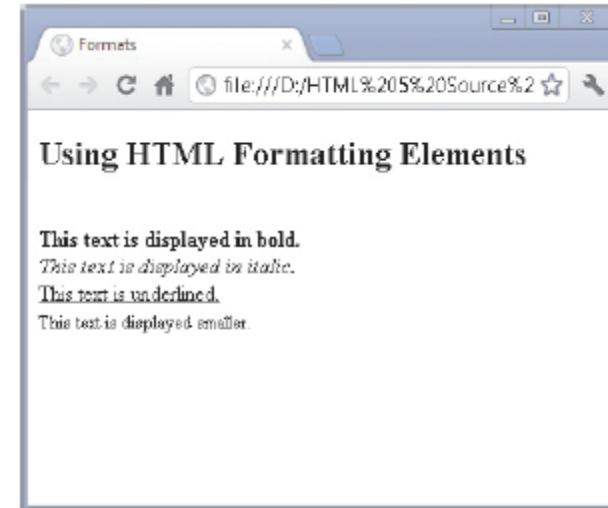 Formats
file:///D:/HTML%205%20Source%2
Using HTML Formatting Elements
This text is displayed in bold.
This text is displayed in italic.
This text is underlined.
This text is displayed smaller.